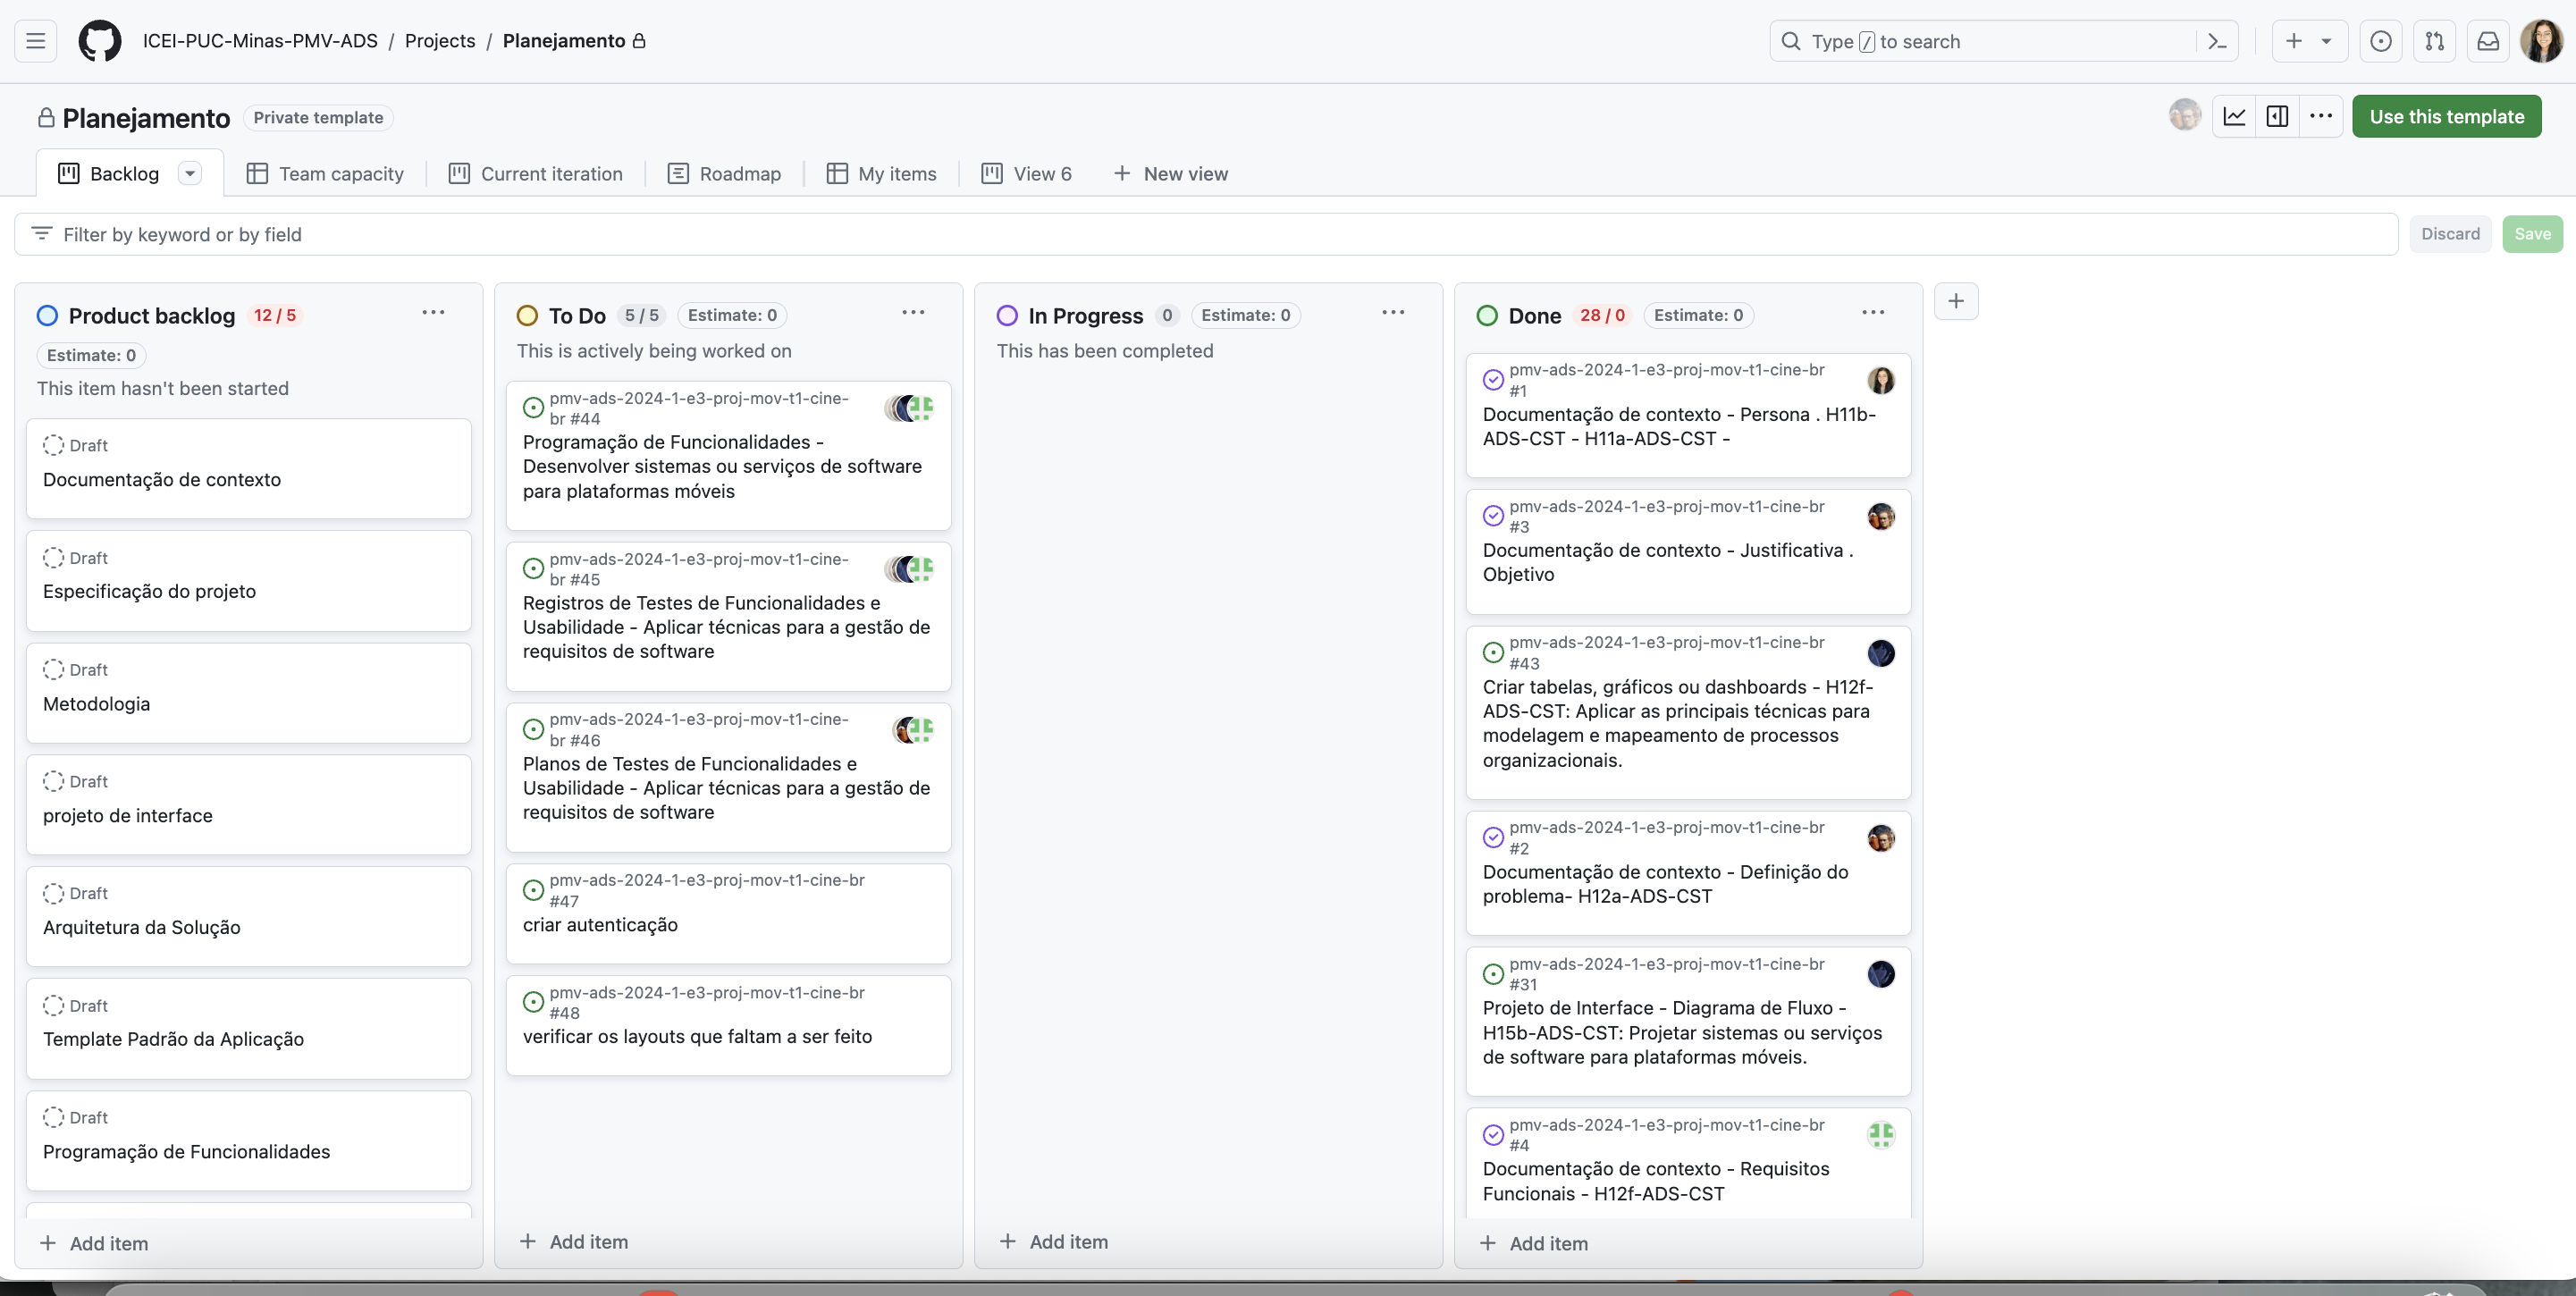 ICEI-PUC-Minas-PMV-ADS / Projects / Planejamento
Type / to search
Planejamento Private template
Use this template
Backlog Team capacity Current iteration Roadmap My items View 6 + New view
Filter by keyword or by field
Discard Save
Product backlog 12 / 5
Estimate: 0
This item hasn't been started
Draft
Documentação de contexto
Draft
Especificação do projeto
Draft
Metodologia
Draft
projeto de interface
Draft
Arquitetura da Solução
Draft
Template Padrão da Aplicação
Draft
Programação de Funcionalidades
+ Add item
To Do 5 / 5 Estimate: 0
This is actively being worked on
pmv-ads-2024-1-e3-proj-mov-t1-cine-
br #44
Programação de Funcionalidades -
Desenvolver sistemas ou serviços de software
para plataformas móveis
pmv-ads-2024-1-e3-proj-mov-t1-cine-
br #45
Registros de Testes de Funcionalidades e
Usabilidade - Aplicar técnicas para a gestão de
requisitos de software
pmv-ads-2024-1-e3-proj-mov-t1-cine-
br #46
Planos de Testes de Funcionalidades e
Usabilidade - Aplicar técnicas para a gestão de
requisitos de software
pmv-ads-2024-1-e3-proj-mov-t1-cine-br
#47
criar autenticação
pmv-ads-2024-1-e3-proj-mov-t1-cine-br
#48
verificar os layouts que faltam a ser feito
+ Add item
In Progress 0 Estimate: 0
This has been completed
+ Add item
Done 28 / 0 Estimate: 0
pmv-ads-2024-1-e3-proj-mov-t1-cine-br
#1
Documentação de contexto - Persona . H11b-
ADS-CST - H11a-ADS-CST -
pmv-ads-2024-1-e3-proj-mov-t1-cine-br
#3
Documentação de contexto - Justificativa .
Objetivo
pmv-ads-2024-1-e3-proj-mov-t1-cine-br
#43
Criar tabelas, gráficos ou dashboards - H12f-
ADS-CST: Aplicar as principais técnicas para
modelagem e mapeamento de processos
organizacionais.
pmv-ads-2024-1-e3-proj-mov-t1-cine-br
#2
Documentação de contexto - Definição do
problema- H12a-ADS-CST
pmv-ads-2024-1-e3-proj-mov-t1-cine-br
#31
Projeto de Interface - Diagrama de Fluxo -
H15b-ADS-CST: Projetar sistemas ou serviços
de software para plataformas móveis.
pmv-ads-2024-1-e3-proj-mov-t1-cine-br
#4
Documentação de contexto - Requisitos
Funcionais - H12f-ADS-CST
+ Add item